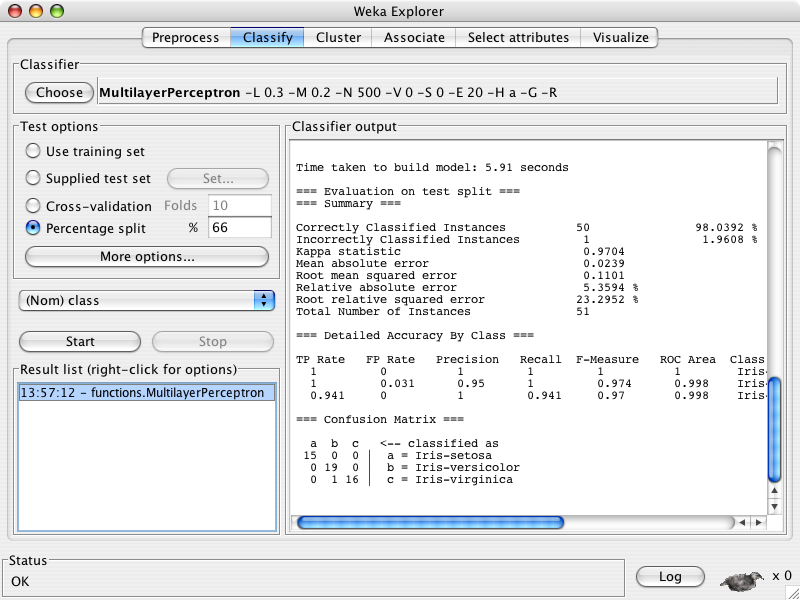 Weka Explorer
Preprocess Classify Cluster Associate Select attributes Visualize
Classifier
Choose MultilayerPerceptron -L 0.3 -M 0.2 -N 500 -V 0 -S 0 -E 20 -H a -G -R
Test options
Use training set
Supplied test set Set...
Cross-validation Folds 10
Percentage split % 66
More options...
(Nom) class
Start Stop
Result list (right-click for options)
13:57:12 - functions.MultilayerPerceptron
Classifier output
Time taken to build model: 5.91 seconds
=== Evaluation on test split ===
=== Summary ===
Correctly Classified Instances 50 98.0392 %
Incorrectly Classified Instances 1 1.9608 %
Kappa statistic 0.9704
Mean absolute error 0.0239
Root mean squared error 0.1101
Relative absolute error 5.3594 %
Root relative squared error 23.2952 %
Total Number of Instances 51
=== Detailed Accuracy By Class ===
TP Rate FP Rate Precision Recall F-Measure ROC Area Class
1 0 1 1 1 1 Iris-
1 0.031 0.95 1 0.974 0.998 Iris-
0.941 0 1 0.941 0.97 0.998 Iris-
=== Confusion Matrix ===
a b c <-- classified as
15 0 0 | a = Iris-setosa
0 19 0 | b = Iris-versicolor
0 1 16 | c = Iris-virginica
Status
OK
Log x 0